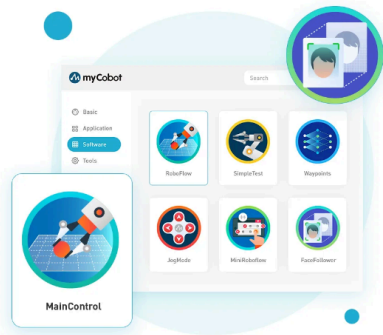 myCobot
Search
Basic
Application
Software
Tools
RoboFlow
SimpleTest
Waypoints
JogMode
MiniRoboflow
FaceFollower
MainControl